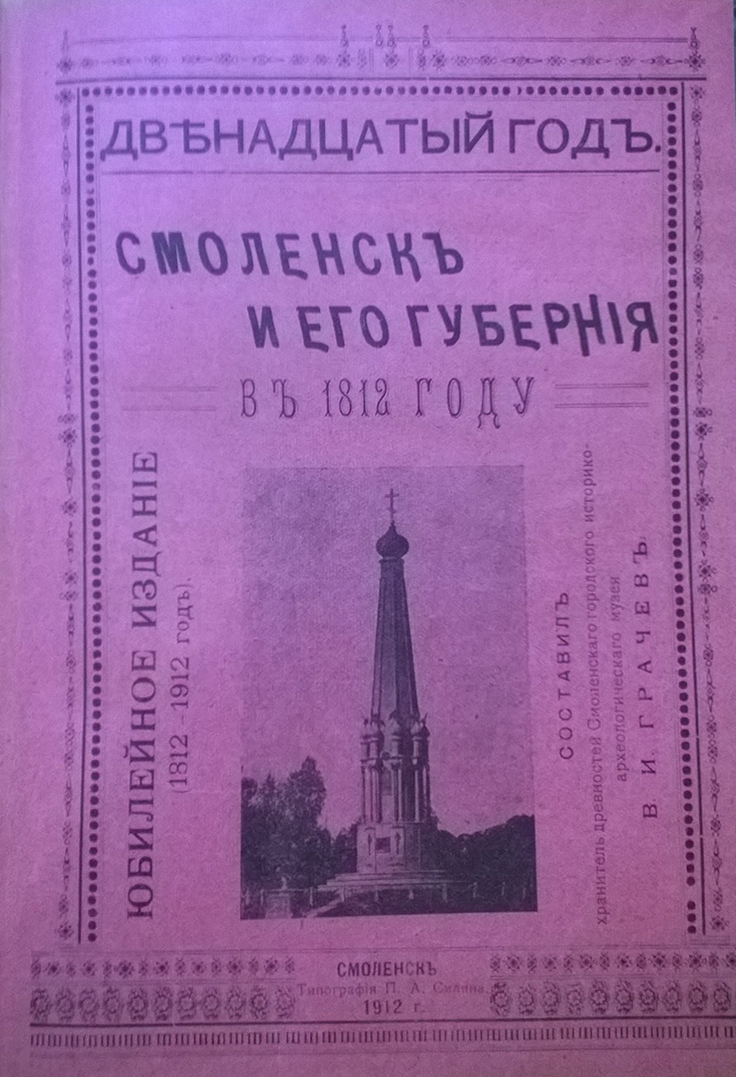 ДВѢНАДЦАТЫЙ ГОДЪ.
СМОЛЕНСКЪ
И ЕГО ГУБЕРНІЯ
ВЪ 1812 ГОДУ
ЮБИЛЕЙНОЕ ИЗДАНІЕ
(1812 - 1912 годъ).
СОСТАВИЛЪ
хранитель древностей Смоленскаго городского историко-
археологическаго музея
В. И. ГРАЧЕВЪ.
СМОЛЕНСКЪ
Типографія П. А. Силина.
1912 г.